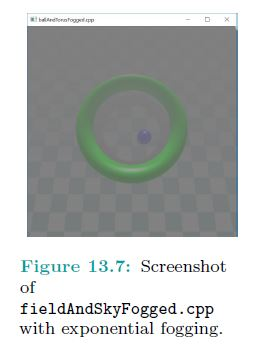 ballAndTorusFogged.cpp
Figure 13.7: Screenshot
of
fieldAndSkyFogged.cpp
with exponential fogging.